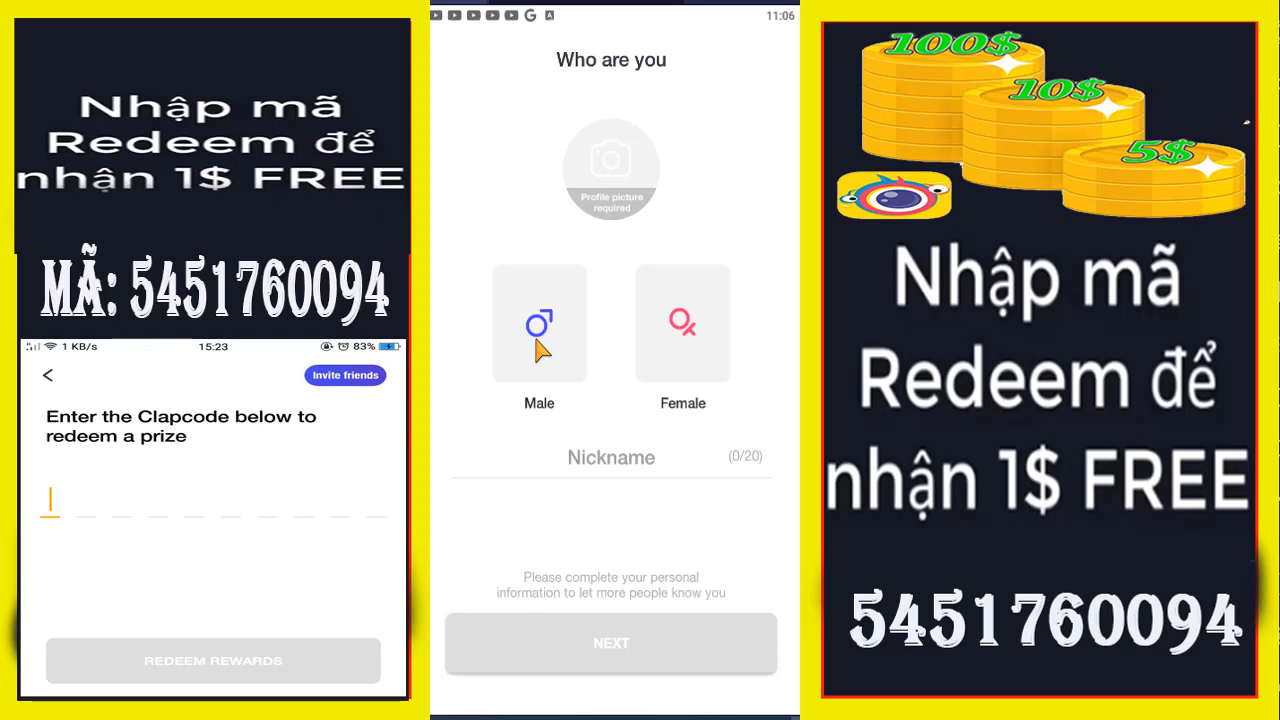 Nhập mã
Redeem để
nhận 1$ FREE
MÃ: 5451760094
1 KB/s
15:23
83%
Invite friends
Enter the Clapcode below to
redeem a prize
REDEEM REWARDS
11:06
Who are you
Profile picture
required
Male
Female
Nickname
(0/20)
Please complete your personal
information to let more people know you
NEXT
100$
10$
5$
Nhập mã
Redeem để
nhận 1$ FREE
5451760094